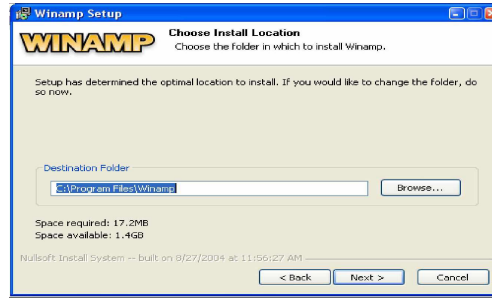 Winamp Setup
WINAMP
Choose Install Location
Choose the folder in which to install Winamp.
Setup has determined the optimal location to install. If you would like to change the folder, do
so now.
Destination Folder
C:\Program Files\Winamp
Browse...
Space required: 17.2MB
Space available: 1.4GB
Nullsoft Install System -- built on 8/27/2004 at 11:56:27 AM
< Back
Next >
Cancel